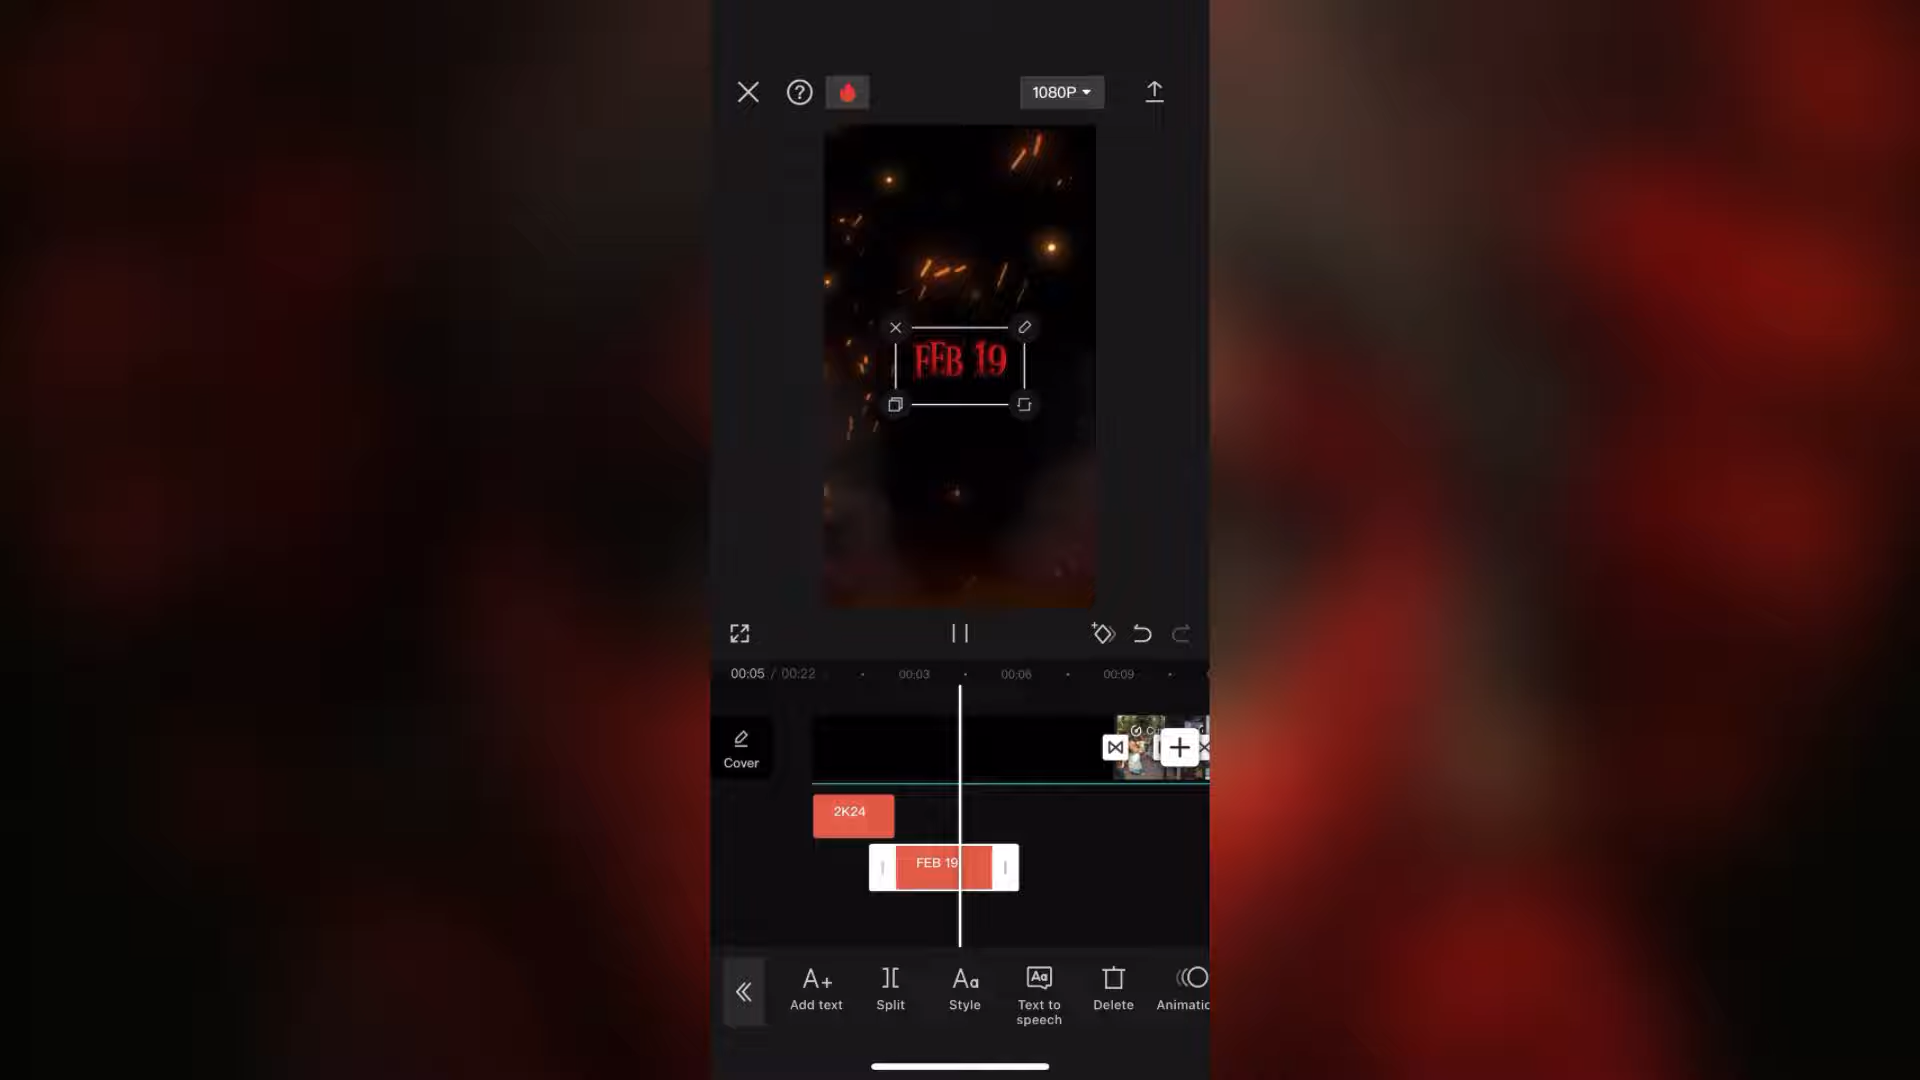 1080P
FEB 19
00:05 / 00:22
00:03
00:06
00:09
Cover
2K24
FEB 19
Add text
Split
Style
Text to
speech
Delete
Animatic